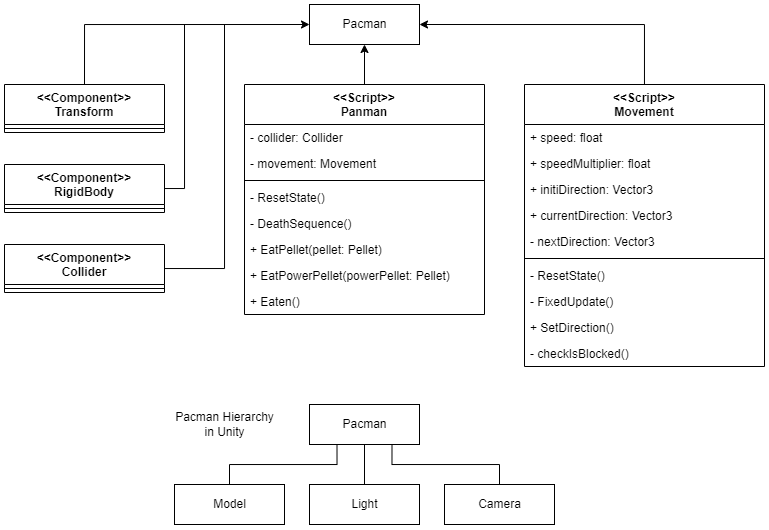 Pacman
<<Component>>
Transform
<<Component>>
RigidBody
<<Component>>
Collider
<<Script>>
Panman
- collider: Collider
- movement: Movement
- ResetState()
- DeathSequence()
+ EatPellet(pellet: Pellet)
+ EatPowerPellet(powerPellet: Pellet)
+ Eaten()
<<Script>>
Movement
+ speed: float
+ speedMultiplier: float
+ initiDirection: Vector3
+ currentDirection: Vector3
- nextDirection: Vector3
- ResetState()
- FixedUpdate()
+ SetDirection()
- checkIsBlocked()
Pacman Hierarchy
in Unity
Pacman
Model
Light
Camera